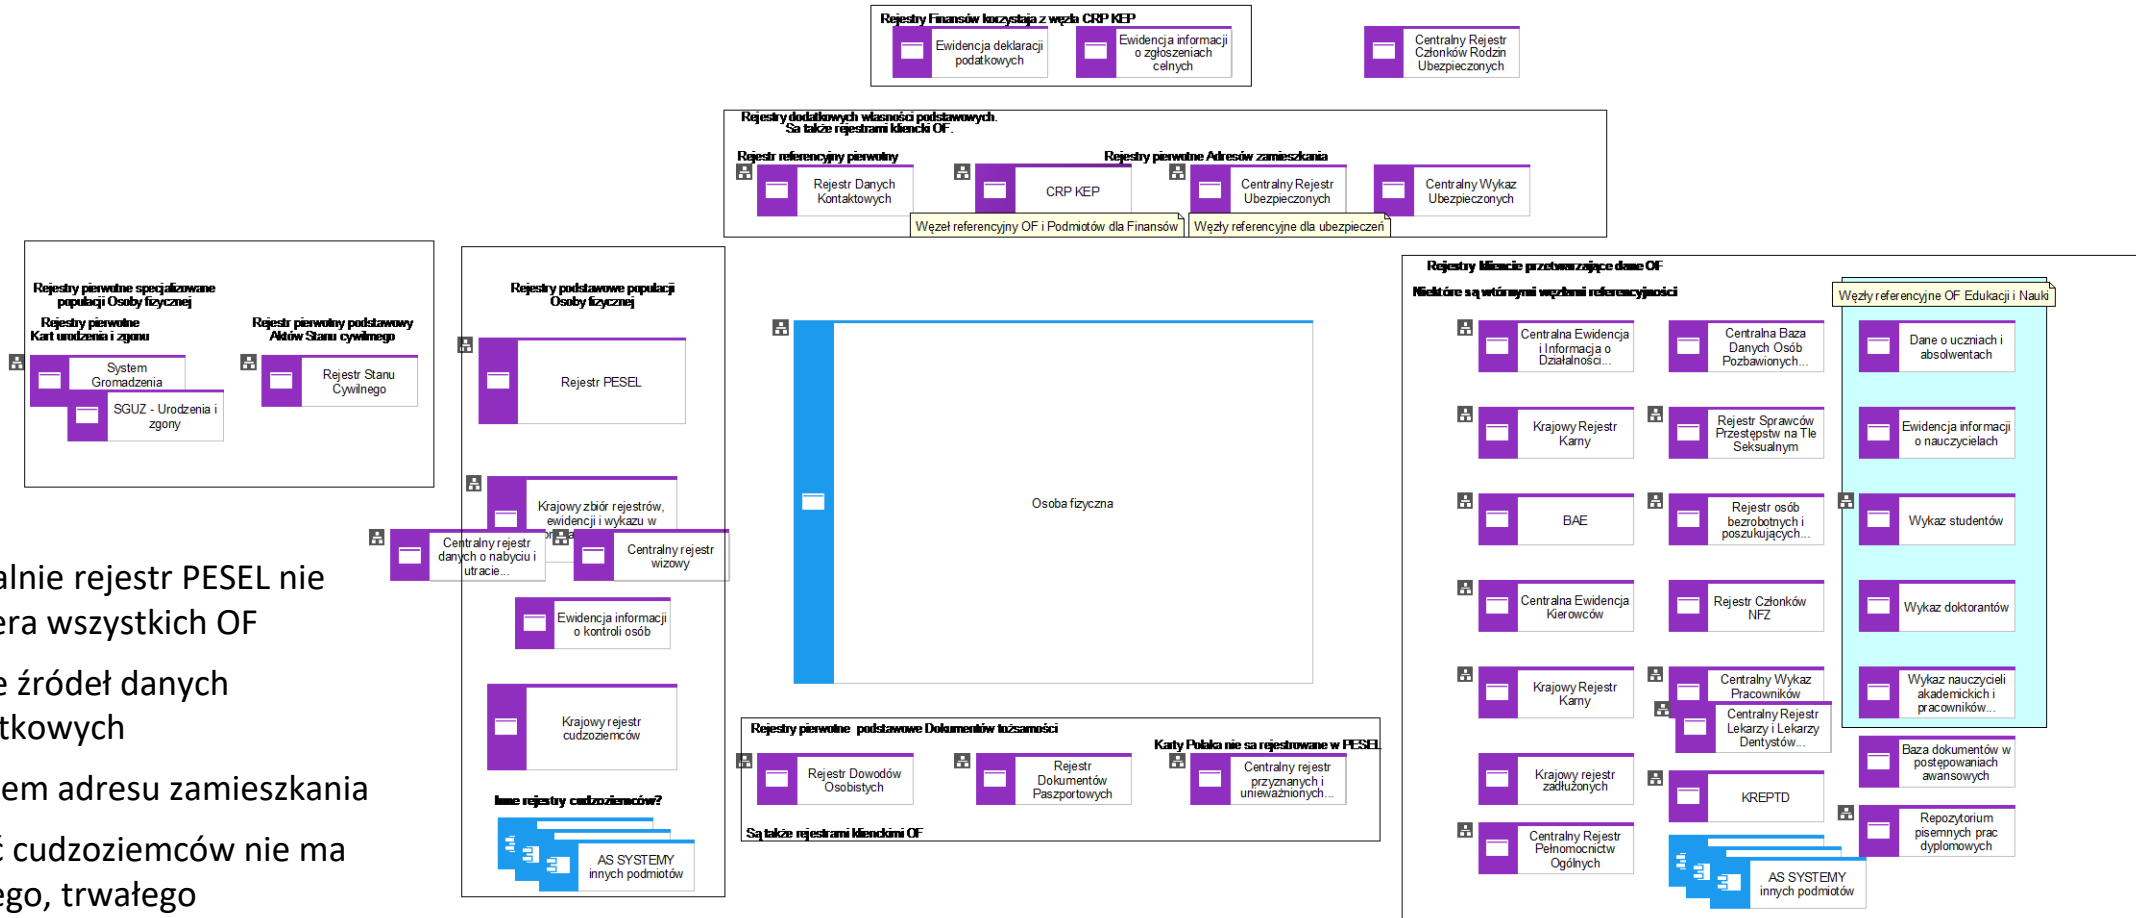 Rejestry Finansów korzystaja z węzła CRP KEP
Ewidencja deklaracji
podatkowych
Ewidencja informacji
o zgłoszeniach
celnych
Centralny Rejestr
Członków Rodzin
Ubezpieczonych
Rejestry dodatkowych własności podstawowych.
Sa także rejestrami kliencki OF.
Rejestr referencyjny pierwotny
Rejestry pierwotne Adresów zamieszkania
Rejestr Danych
Kontaktowych
CRP KEP
Centralny Rejestr
Ubezpieczonych
Centralny Wykaz
Ubezpieczonych
Węzeł referencyjny OF i Podmiotów dla Finansów
Węzły referencyjne dla ubezpieczeń
Rejestry pierwotne specjalizowane
populacji Osoby fizycznej
Rejestry pierwotne
Kart urodzenia i zgonu
Rejestr pierwotny podstawowy
Aktów Stanu cywilnego
System
Gromadzenia
SGUZ - Urodzenia i
zgony
Rejestr Stanu
Cywilnego
Rejestry podstawowe populacji
Osoby fizycznej
Rejestr PESEL
Krajowy zbiór rejestrów,
ewidencji i wykazu w
Centralny rejestr
danych o nabyciu i
utracie...
Centralny rejestr
wizowy
Ewidencja informacji
o kontroli osób
Krajowy rejestr
cudzoziemców
Inne rejestry cudzoziemców?
AS SYSTEMY
innych podmiotów
alnie rejestr PESEL nie
era wszystkich OF
e źródeł danych
tkowych
em adresu zamieszkania
ć cudzoziemców nie ma
ego, trwałego
Osoba fizyczna
Rejestry pierwotne podstawowe Dokumentów tożsamości
Karty Polaka nie sa rejestrowane w PESEL
Rejestr Dowodów
Osobistych
Rejestr
Dokumentów
Paszportowych
Centralny rejestr
przyznanych i
unieważnionych...
Są także rejestrami klienckimi OF
Rejestry kliencie przetwarzające dane OF
Niektóre są wtórnymi węzłami referencyjności
Węzły referencyjne OF Edukacji i Nauki
Centralna Ewidencja
i Informacja o
Działalności...
Centralna Baza
Danych Osób
Pozbawionych...
Dane o uczniach i
absolwentach
Krajowy Rejestr
Karny
Rejestr Sprawców
Przestępstw na Tle
Seksualnym
Ewidencja informacji
o nauczycielach
BAE
Rejestr osób
bezrobotnych i
poszukujących...
Wykaz studentów
Centralna Ewidencja
Kierowców
Rejestr Członków
NFZ
Wykaz doktorantów
Krajowy Rejestr
Karny
Centralny Wykaz
Pracowników
Centralny Rejestr
Lekarzy i Lekarzy
Dentystów...
Wykaz nauczycieli
akademickich i
pracowników...
Krajowy rejestr
zadłużonych
KREPTD
Baza dokumentów w
postępowaniach
awansowych
Centralny Rejestr
Pełnomocnictw
Ogólnych
AS SYSTEMY
innych podmiotów
Repozytorium
pisemnych prac
dyplomowych